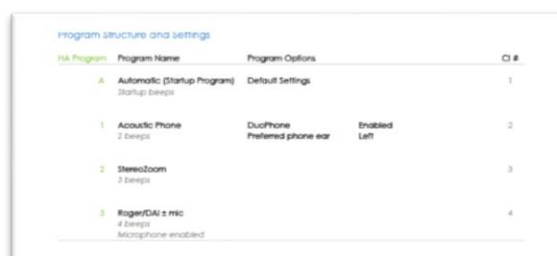 Program Structure and Settings
HA Program Program Name Program Options CI #
A Automatic (Startup Program) Default Settings 1
Startup beeps
1 Acoustic Phone DuoPhone Enabled 2
2 beeps Preferred phone ear Left
2 StereoZoom 3
3 beeps
3 Roger/DAI ± mic 4
4 beeps
Microphone enabled